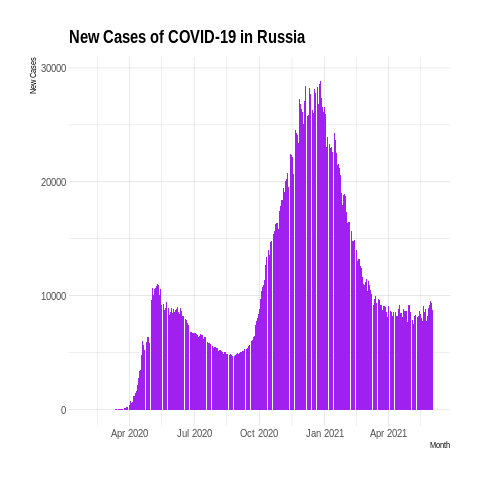 New Cases of COVID-19 in Russia
New Cases
30000
20000
10000
0
Apr 2020 Jul 2020 Oct 2020 Jan 2021 Apr 2021
Month